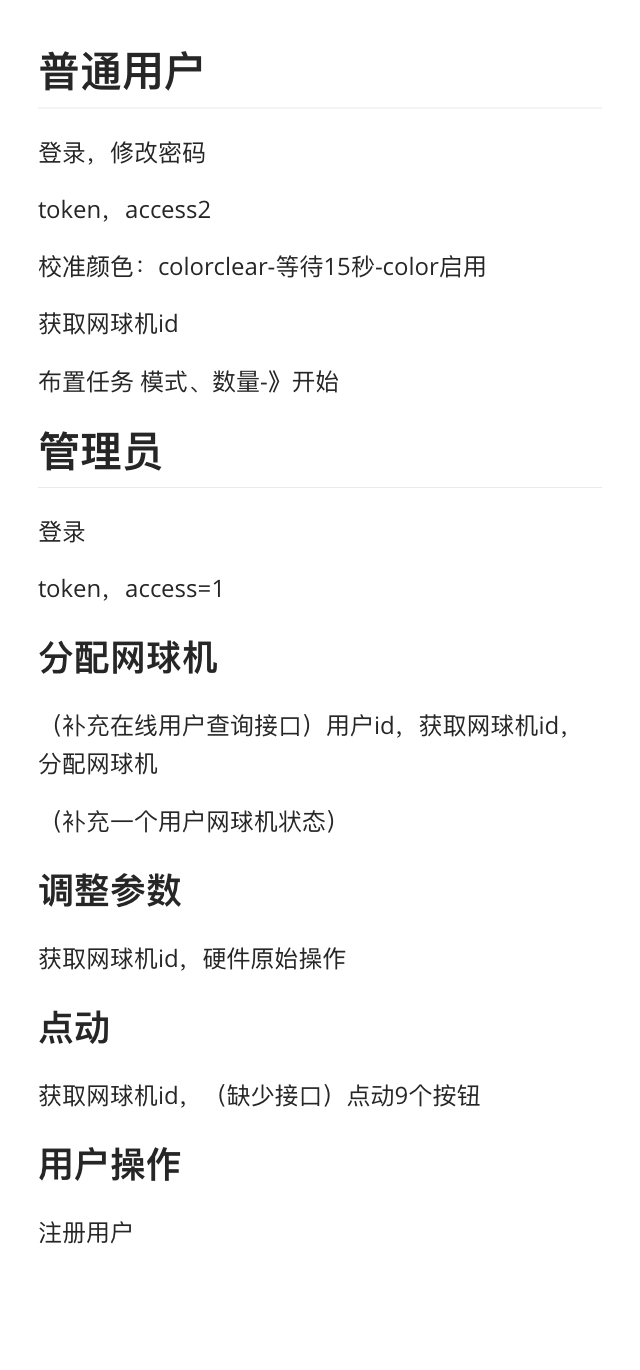 普通用户
登录，修改密码
token，access2
校准颜色：colorclear-等待15秒-color启用
获取网球机id
布置任务 模式、数量-》开始
管理员
登录
token，access=1
分配网球机
（补充在线用户查询接口）用户id，获取网球机id，
分配网球机
（补充一个用户网球机状态）
调整参数
获取网球机id，硬件原始操作
点动
获取网球机id，（缺少接口）点动9个按钮
用户操作
注册用户